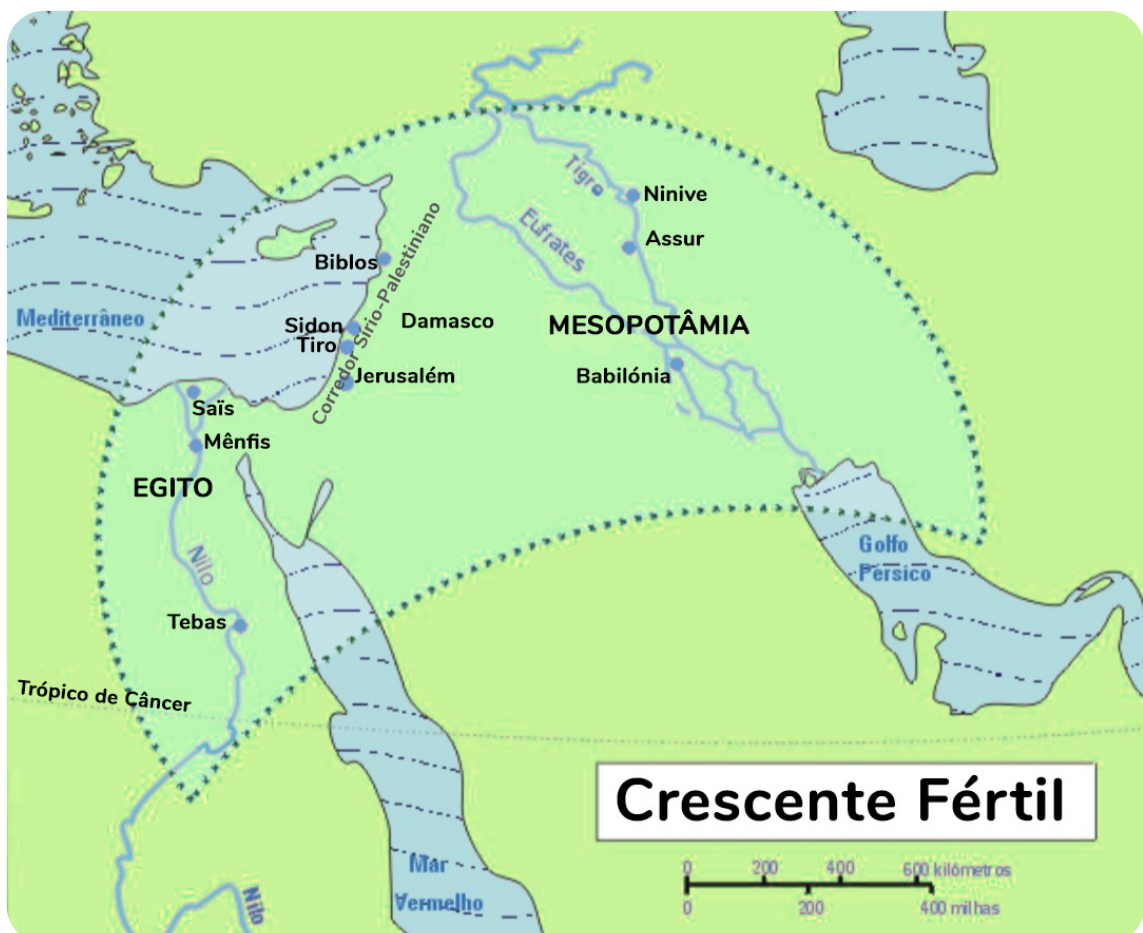 Tigre
Ninive
Eufrates
Assur
Biblos
Corredor Sírio-Palestiniano
Mediterrâneo
Sidon
Damasco
MESOPOTÂMIA
Tiro
Jerusalém
Babilónia
Saïs
Mênfis
EGITO
Nilo
Golfo
Persico
Tebas
Trópico de Câncer
Crescente Fértil
Mar
Vermelho
Nilo
0 200 400 600 kilómetros
0 200 400 milhas